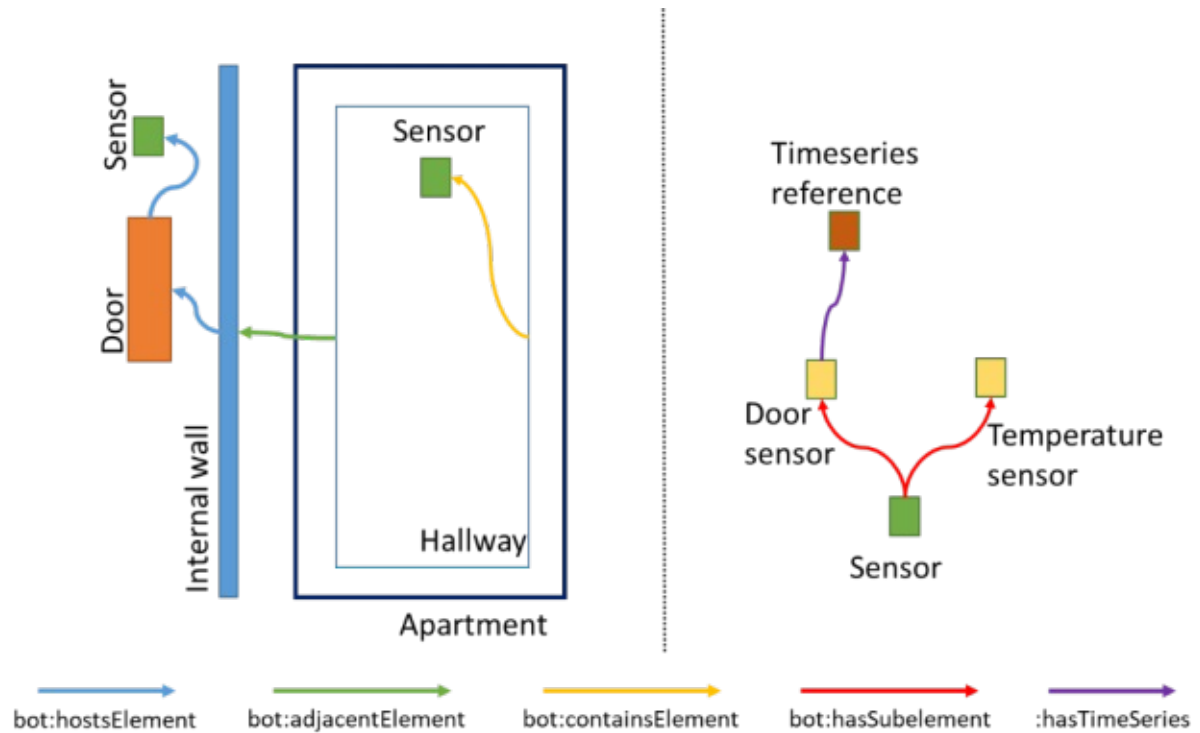 Sensor
Door
Internal wall
Sensor
Hallway
Apartment
Timeseries
reference
Door
sensor
Temperature
sensor
Sensor
bot:hostsElement
bot:adjacentElement
bot:containsElement
bot:hasSubelement
:hasTimeSeries